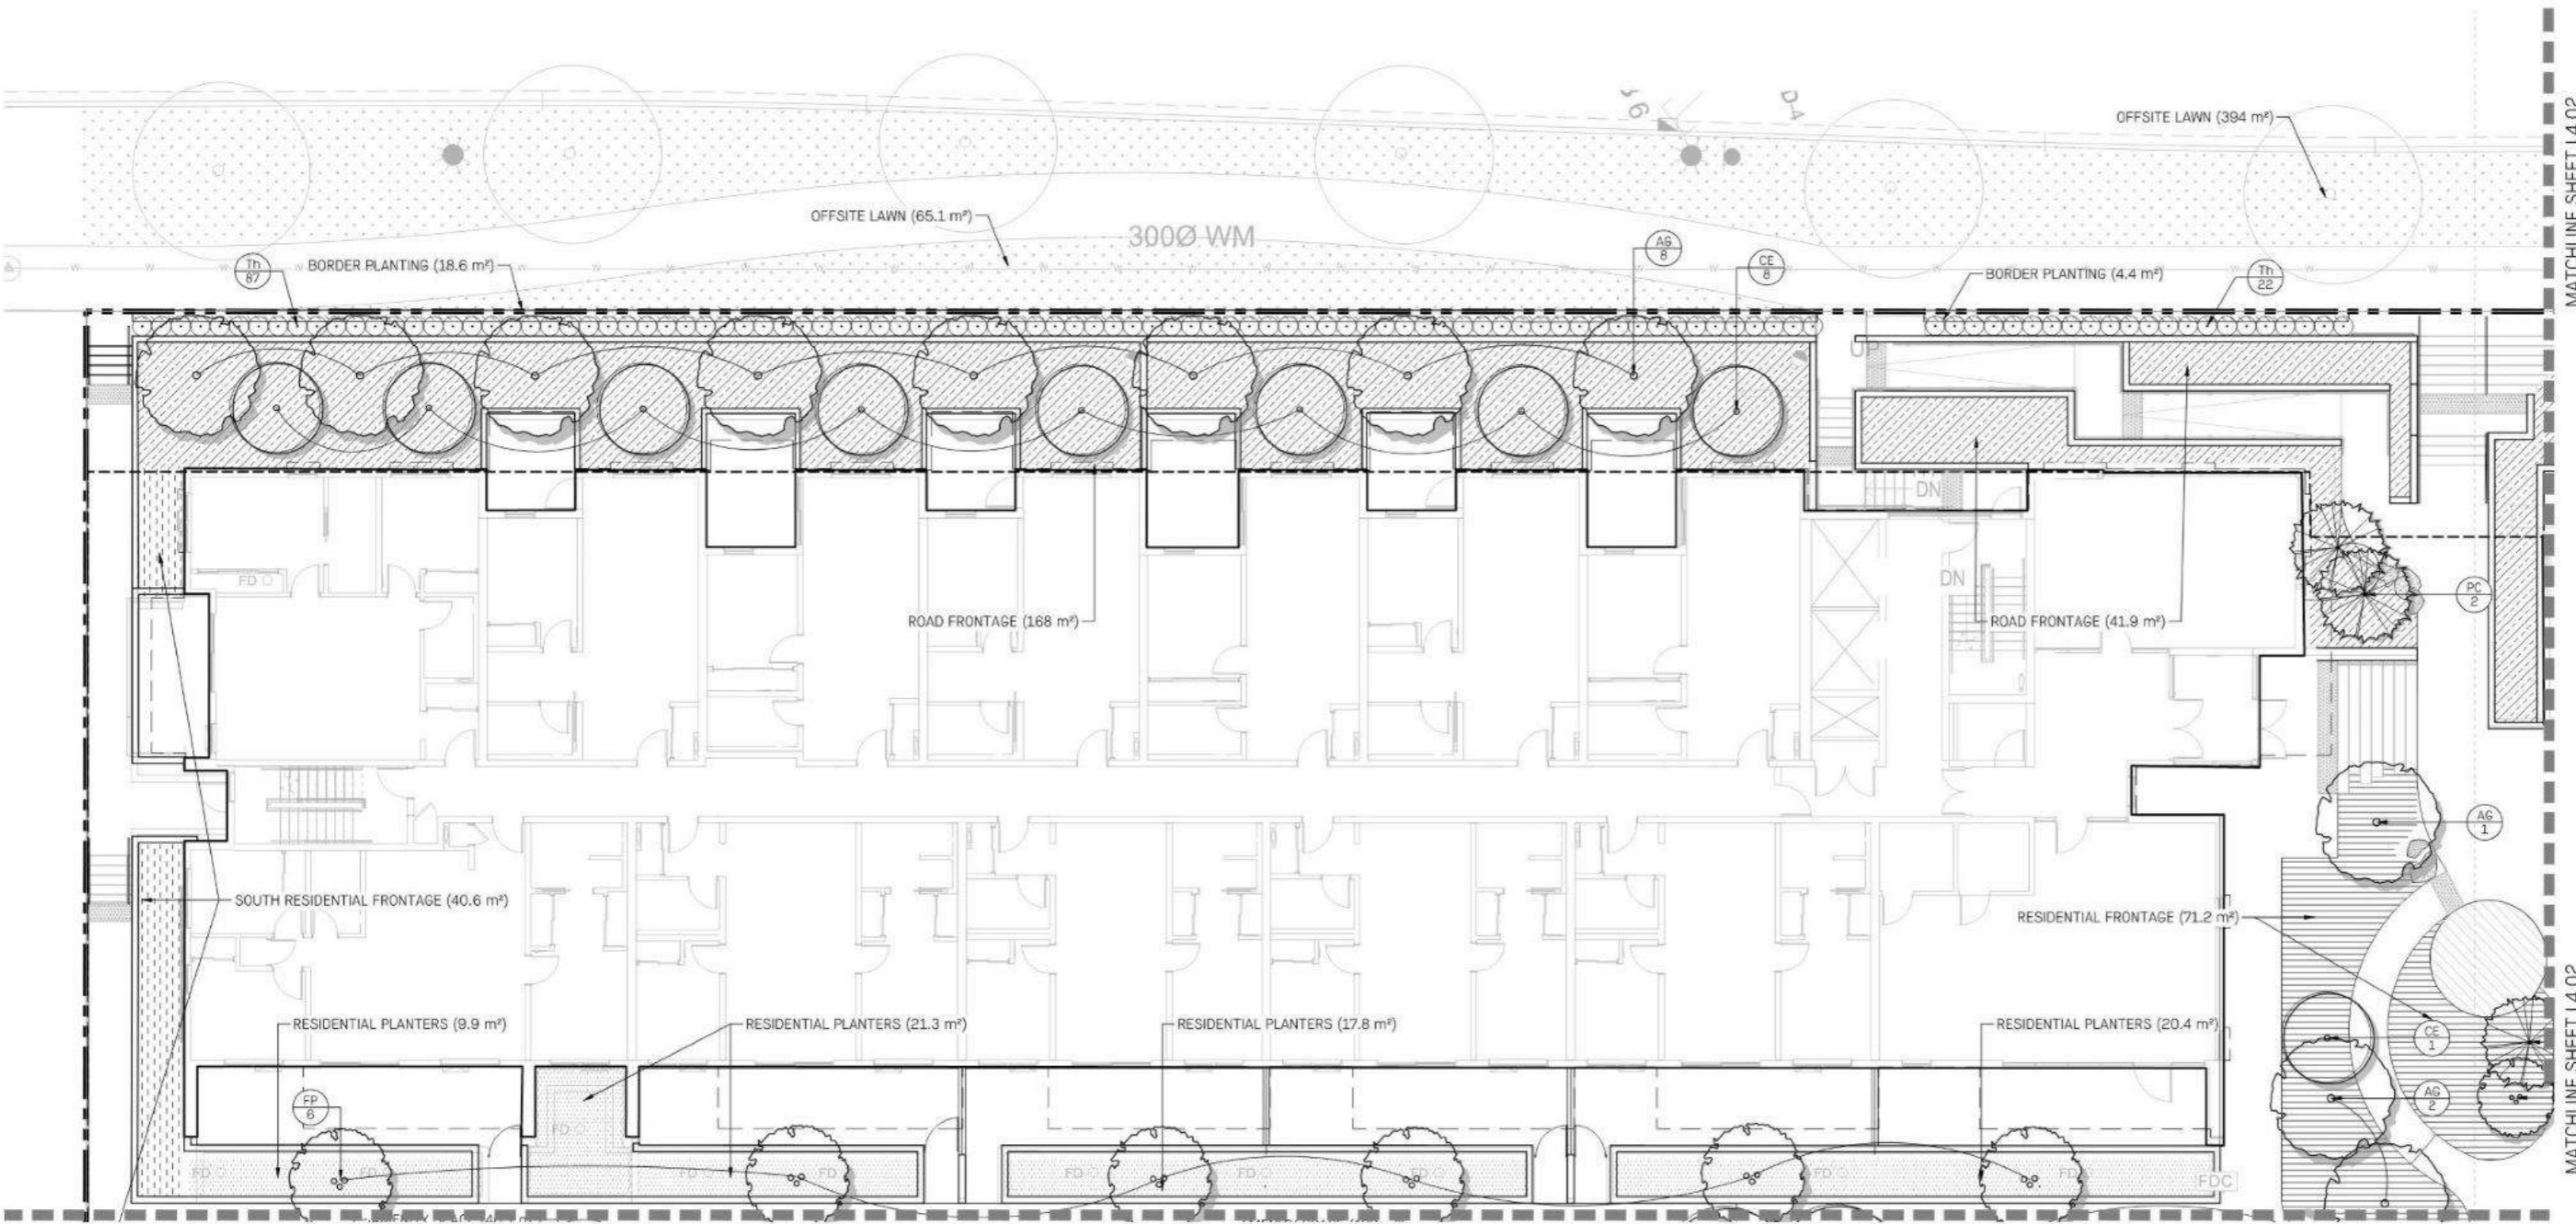 36
D-4
OFFSITE LAWN (394 m²)
MATCHLINE SHEET L4.02
OFFSITE LAWN (65.1 m²)
300Ø WM
AG
8
CE
8
Th
87
BORDER PLANTING (18.6 m²)
BORDER PLANTING (4.4 m²)
Th
22
UP
DN
FD
DN
PC
2
ROAD FRONTAGE (168 m²)
ROAD FRONTAGE (41.9 m²)
AG
1
SOUTH RESIDENTIAL FRONTAGE (40.6 m²)
RESIDENTIAL FRONTAGE (71.2 m²)
MATCHLINE SHEET L4.02
RESIDENTIAL PLANTERS (9.9 m²)
RESIDENTIAL PLANTERS (21.3 m²)
RESIDENTIAL PLANTERS (17.8 m²)
RESIDENTIAL PLANTERS (20.4 m²)
CE
1
FP
6
AG
2
FD
FD
FD
FD
FD
FD
FD
FD
FD
FD
FDC